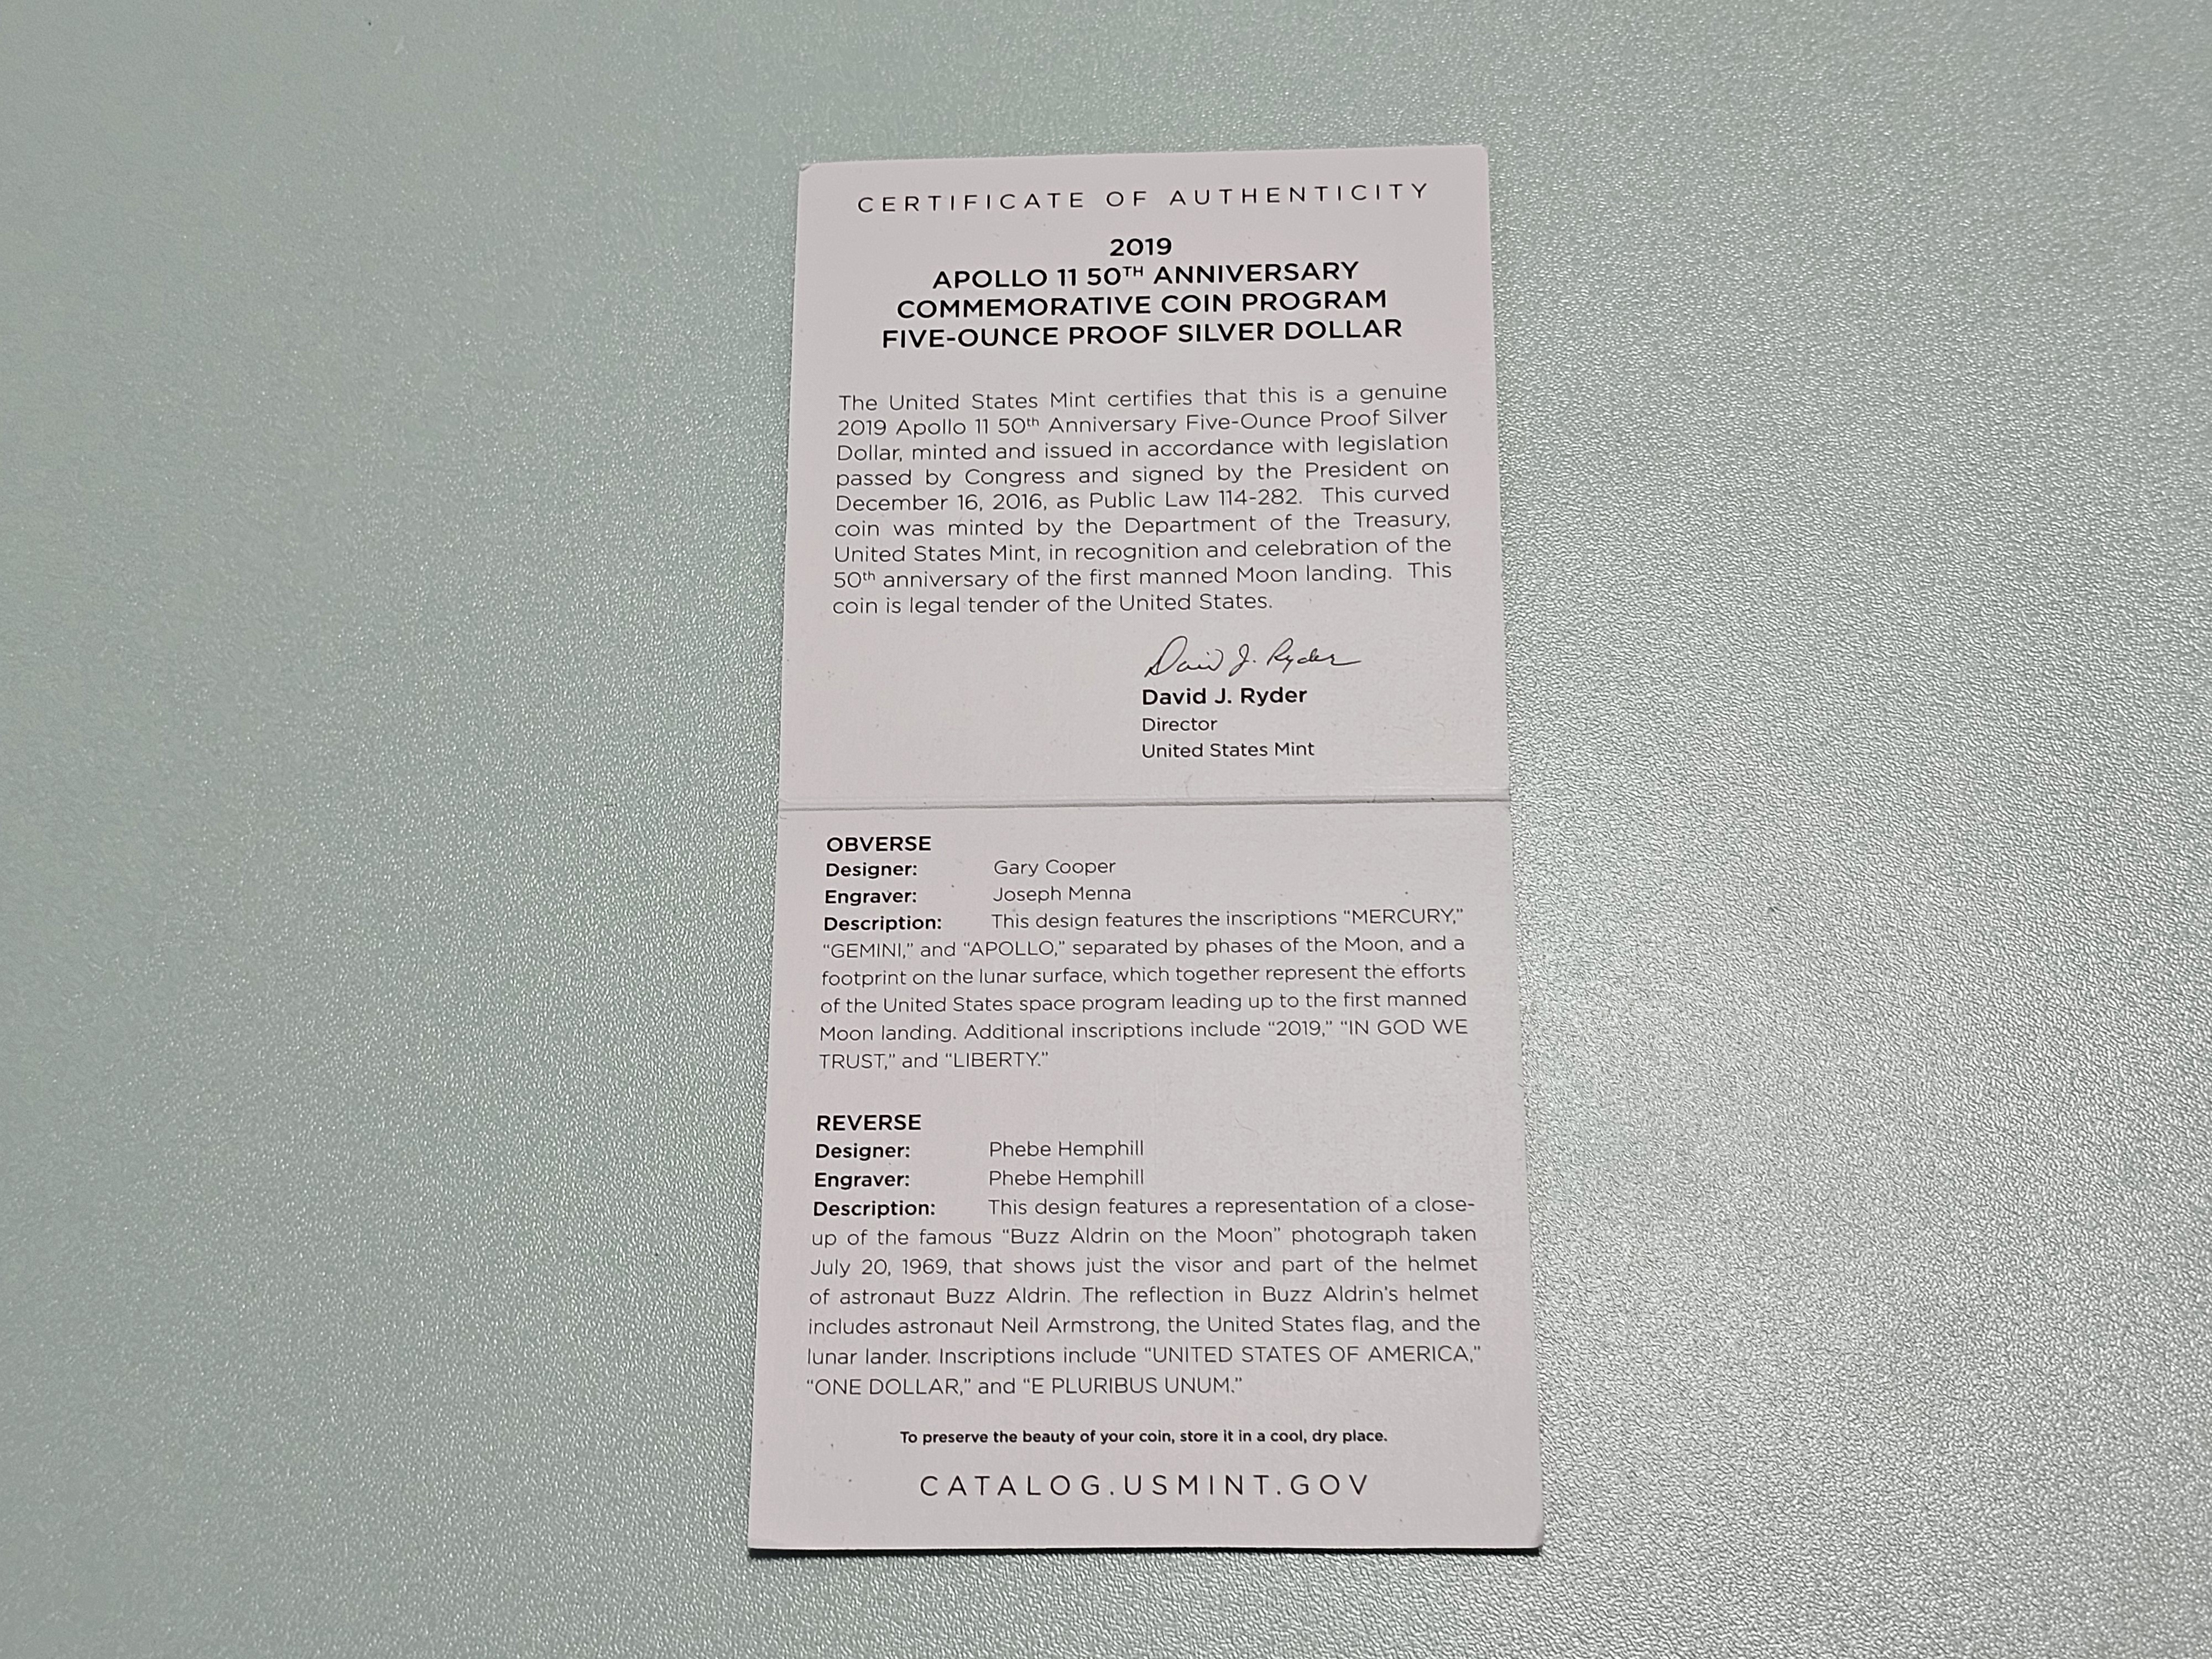 CERTIFICATE OF AUTHENTICITY
2019
APOLLO 11 50TH ANNIVERSARY
COMMEMORATIVE COIN PROGRAM
FIVE-OUNCE PROOF SILVER DOLLAR
The United States Mint certifies that this is a genuine
2019 Apollo 11 50th Anniversary Five-Ounce Proof Silver
Dollar, minted and issued in accordance with legislation
passed by Congress and signed by the President on
December 16, 2016, as Public Law 114-282. This curved
coin was minted by the Department of the Treasury,
United States Mint, in recognition and celebration of the
50th anniversary of the first manned Moon landing. This
coin is legal tender of the United States.
David J. Ryder
David J. Ryder
Director
United States Mint
OBVERSE
Designer: Gary Cooper
Engraver: Joseph Menna
Description: This design features the inscriptions “MERCURY,”
“GEMINI,” and “APOLLO,” separated by phases of the Moon, and a
footprint on the lunar surface, which together represent the efforts
of the United States space program leading up to the first manned
Moon landing. Additional inscriptions include “2019,” “IN GOD WE
TRUST,” and “LIBERTY.”
REVERSE
Designer: Phebe Hemphill
Engraver: Phebe Hemphill
Description: This design features a representation of a close-
up of the famous “Buzz Aldrin on the Moon” photograph taken
July 20, 1969, that shows just the visor and part of the helmet
of astronaut Buzz Aldrin. The reflection in Buzz Aldrin’s helmet
includes astronaut Neil Armstrong, the United States flag, and the
lunar lander. Inscriptions include “UNITED STATES OF AMERICA,”
“ONE DOLLAR,” and “E PLURIBUS UNUM.”
To preserve the beauty of your coin, store it in a cool, dry place.
CATALOG.USMINT.GOV